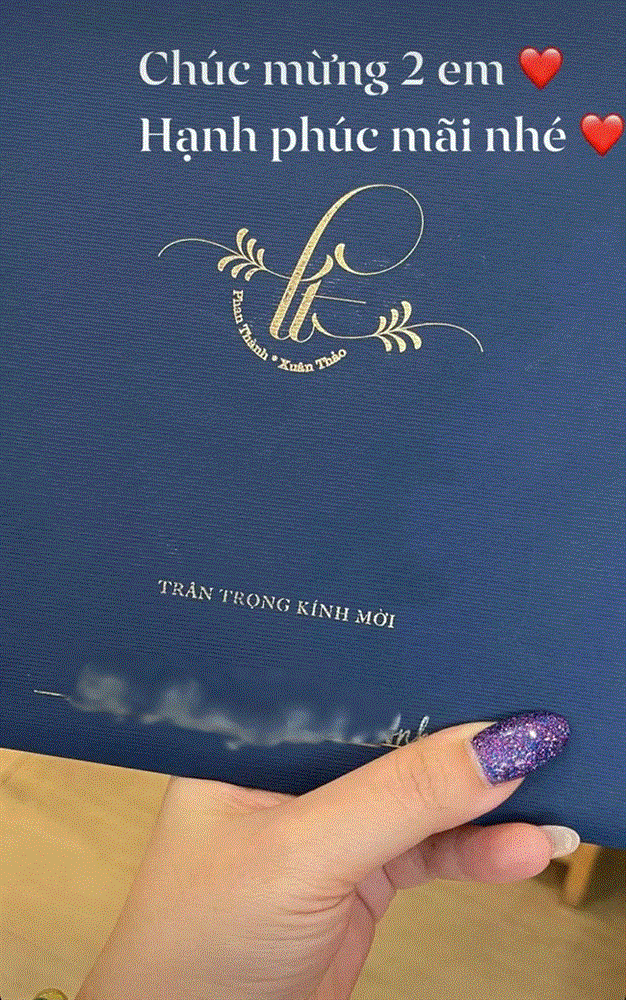 Chúc mừng 2 em ❤️
Hạnh phúc mãi nhé ❤️
Phan Thành * Xuân Thảo
TRÂN TRỌNG KÍNH MỜI